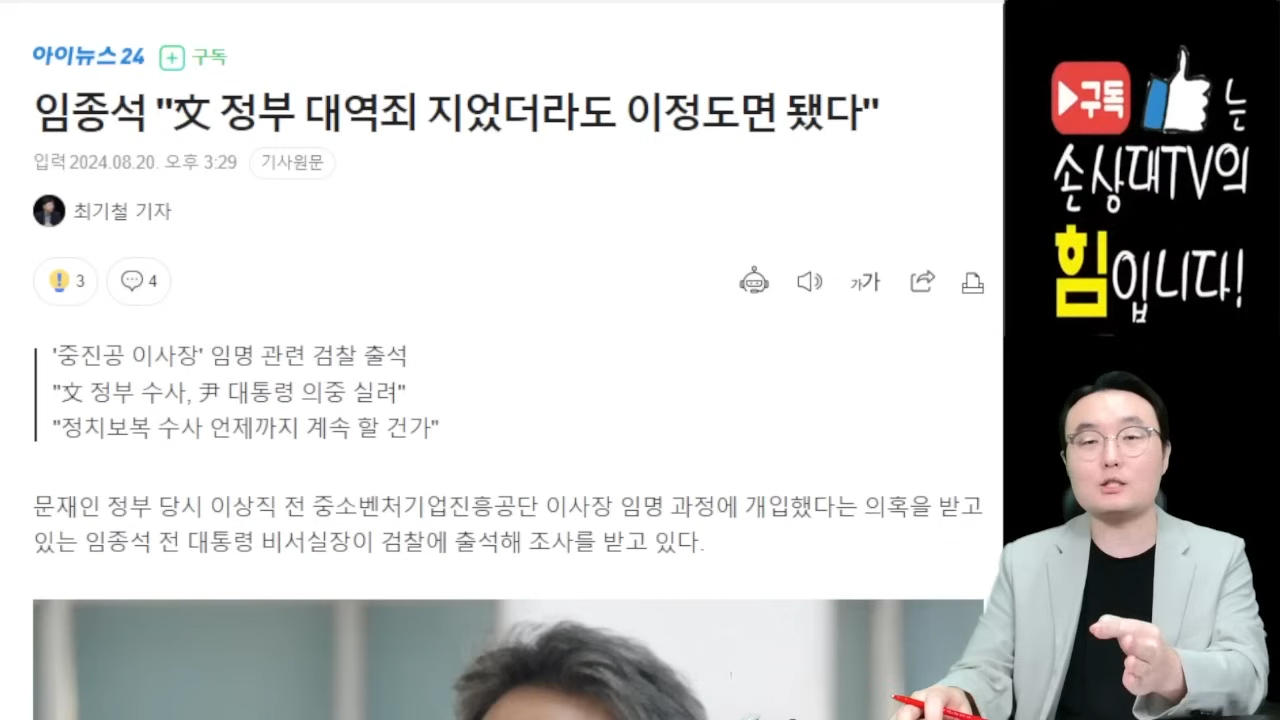 아이뉴스24 구독
임종석 "文 정부 대역죄 지었더라도 이정도면 됐다"
입력 2024.08.20. 오후 3:29 기사원문
최기철 기자
3 4
가가
'중진공 이사장' 임명 관련 검찰 출석
"文 정부 수사, 尹 대통령 의중 실려"
"정치보복 수사 언제까지 계속 할 건가"
문재인 정부 당시 이상직 전 중소벤처기업진흥공단 이사장 임명 과정에 개입했다는 의혹을 받고
있는 임종석 전 대통령 비서실장이 검찰에 출석해 조사를 받고 있다.
구독 는
손상대TV의
힘입니다!